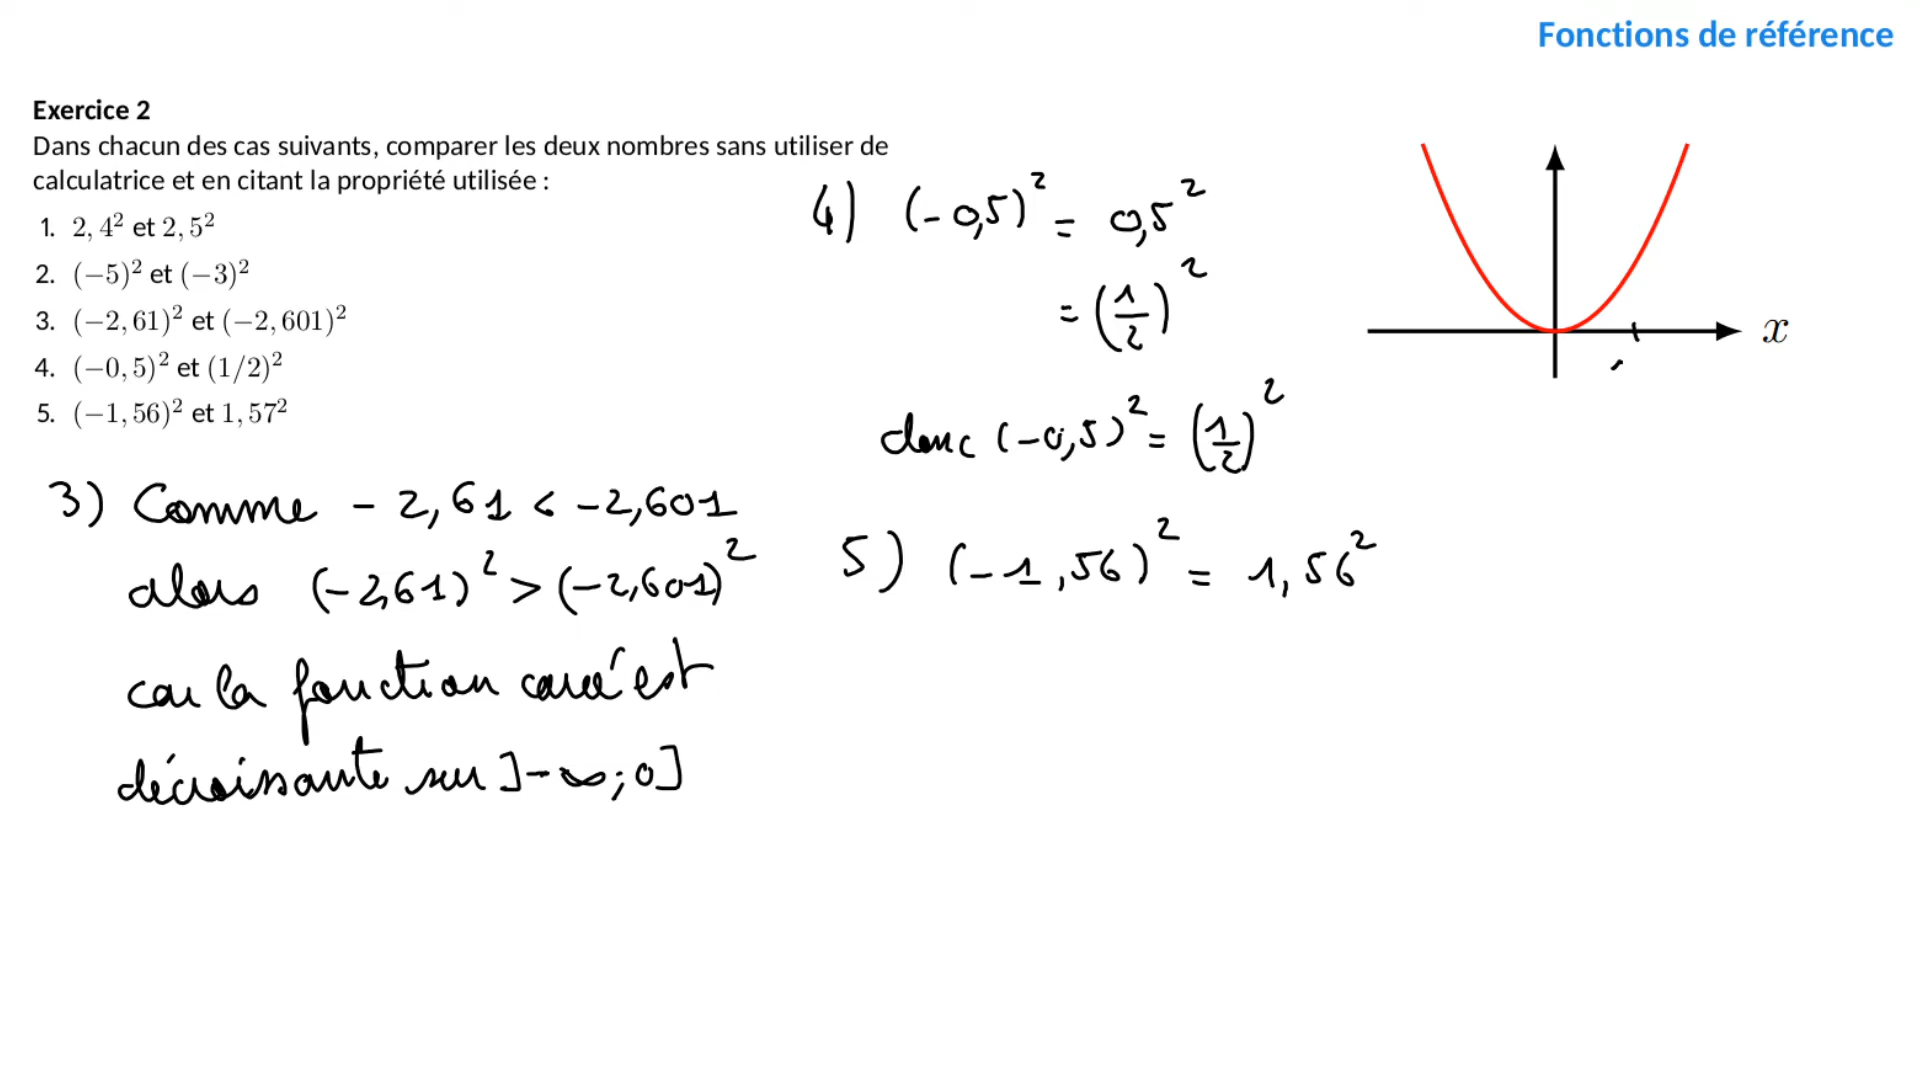 Fonctions de référence
Exercice 2
Dans chacun des cas suivants, comparer les deux nombres sans utiliser de
calculatrice et en citant la propriété utilisée :
1. 2,4² et 2,5²
2. (−5)² et (−3)²
3. (−2,61)² et (−2,601)²
4. (−0,5)² et (1/2)²
5. (−1,56)² et 1,57²
3) Comme −2,61 < −2,601
alors (−2,61)² > (−2,601)²
car la fonction carré est
décroissante sur ]−∞;0]
4) (−0,5)² = 0,5²
= (1/2)²
donc (−0,5)² = (1/2)²
5) (−1,56)² = 1,56²
x